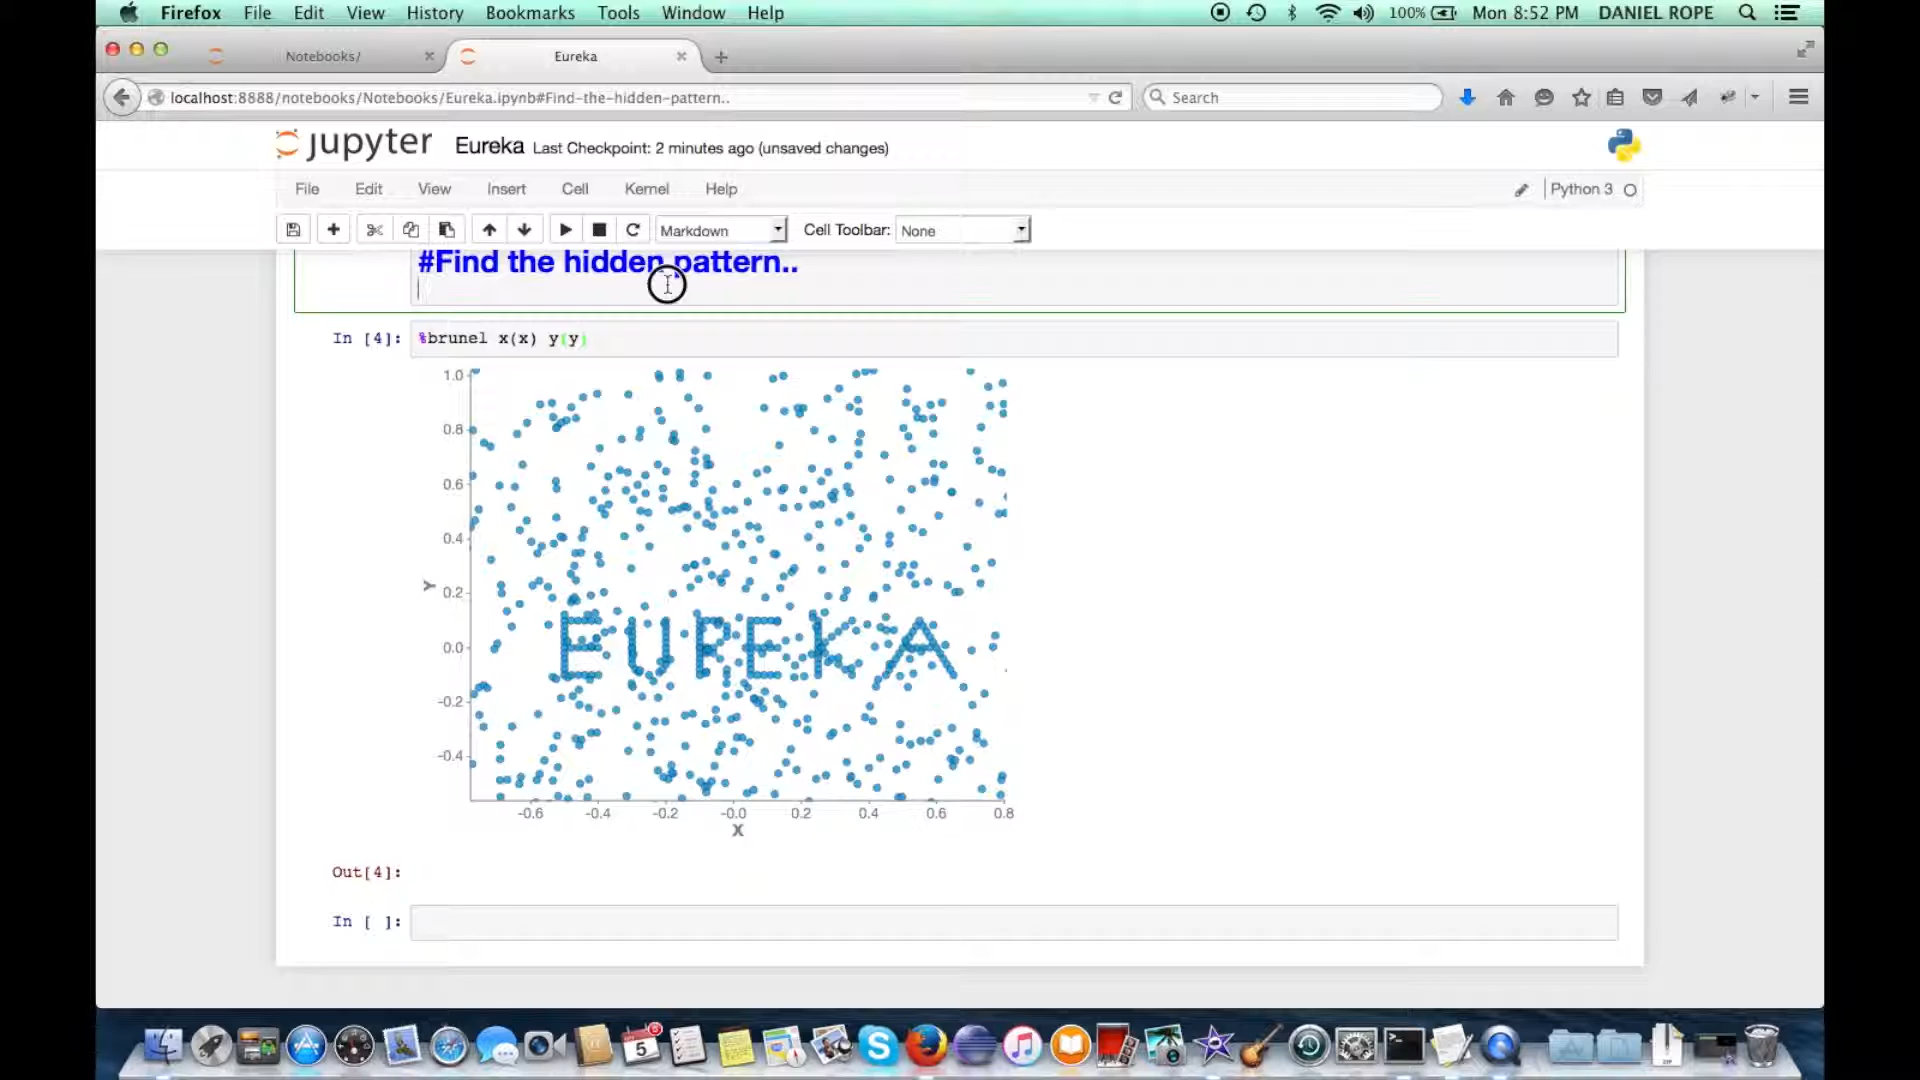 Firefox File Edit View History Bookmarks Tools Window Help 100% Mon 8:52 PM DANIEL ROPE
Notebooks/ Eureka
localhost:8888/notebooks/Notebooks/Eureka.ipynb#Find-the-hidden-pattern.. Search
jupyter Eureka Last Checkpoint: 2 minutes ago (unsaved changes)
File Edit View Insert Cell Kernel Help Python 3
Markdown Cell Toolbar: None
#Find the hidden pattern..
In [4]: %brunel x(x) y(y)
1.0
0.8
0.6
0.4
Y 0.2
EUREKA
0.0
-0.2
-0.4
-0.6 -0.4 -0.2 -0.0 0.2 0.4 0.6 0.8
X
Out[4]:
In [ ]:
5
6